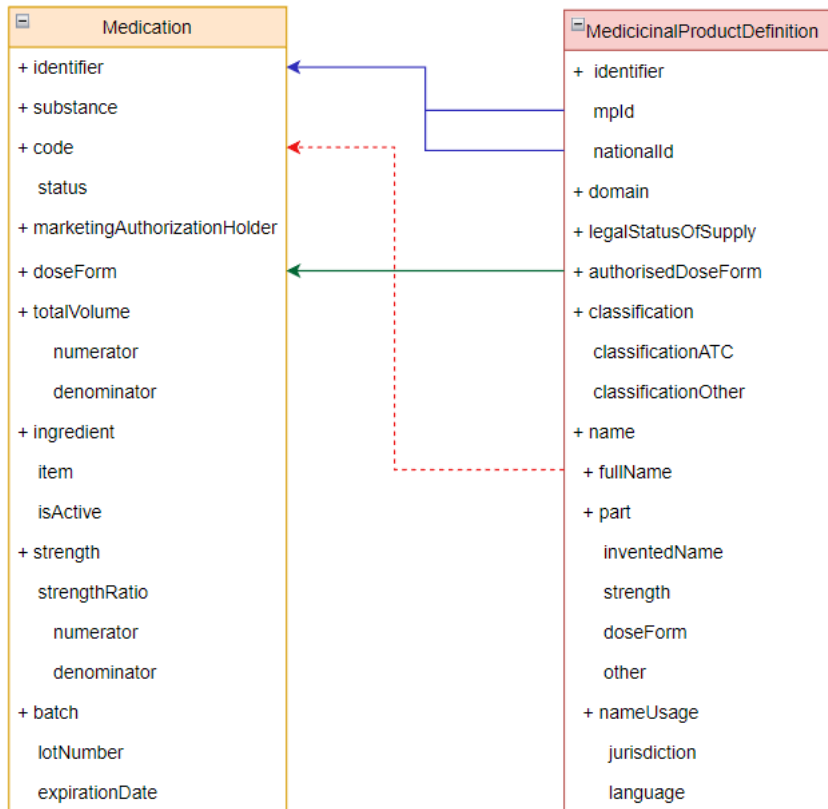 Medication
+ identifier
+ substance
+ code
status
+ marketingAuthorizationHolder
+ doseForm
+ totalVolume
numerator
denominator
+ ingredient
item
isActive
+ strength
strengthRatio
numerator
denominator
+ batch
lotNumber
expirationDate
MedicicinalProductDefinition
+ identifier
mpId
nationalId
+ domain
+ legalStatusOfSupply
+ authorisedDoseForm
+ classification
classificationATC
classificationOther
+ name
+ fullName
+ part
inventedName
strength
doseForm
other
+ nameUsage
jurisdiction
language